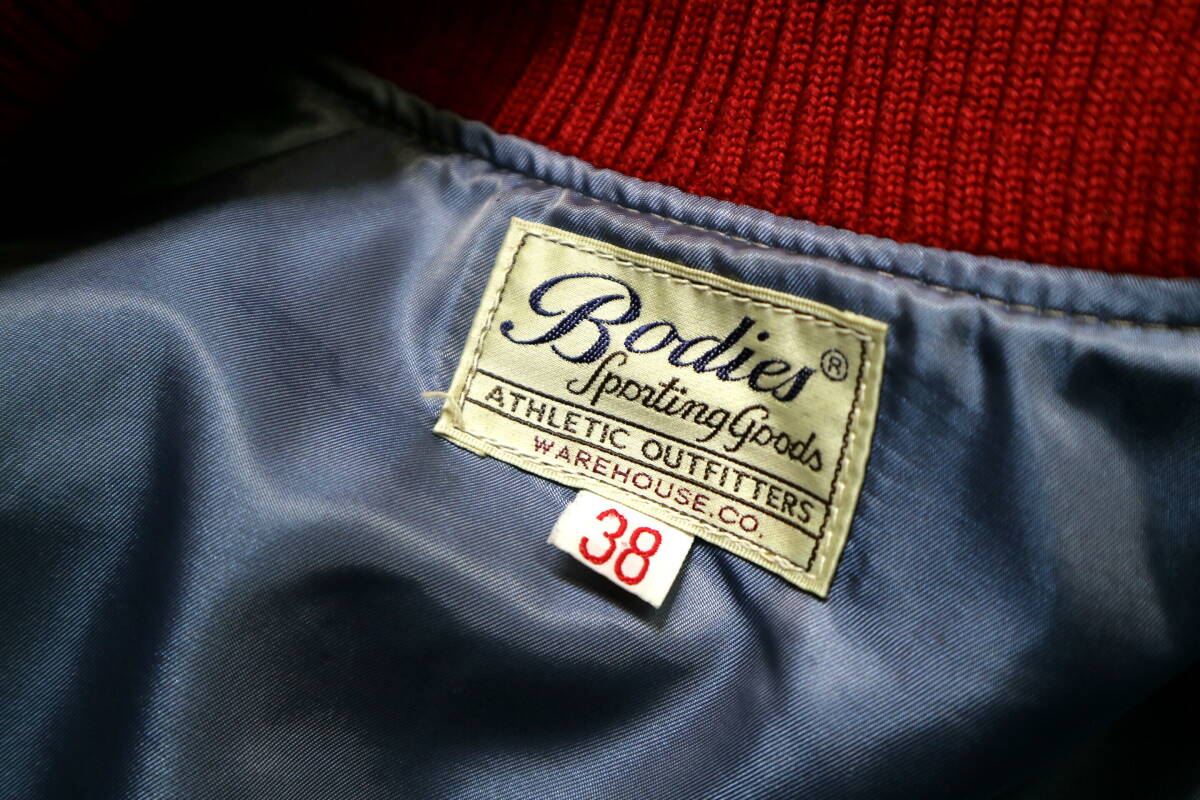 Bodies®
Sporting Goods
ATHLETIC OUTFITTERS
WAREHOUSE.CO.
38